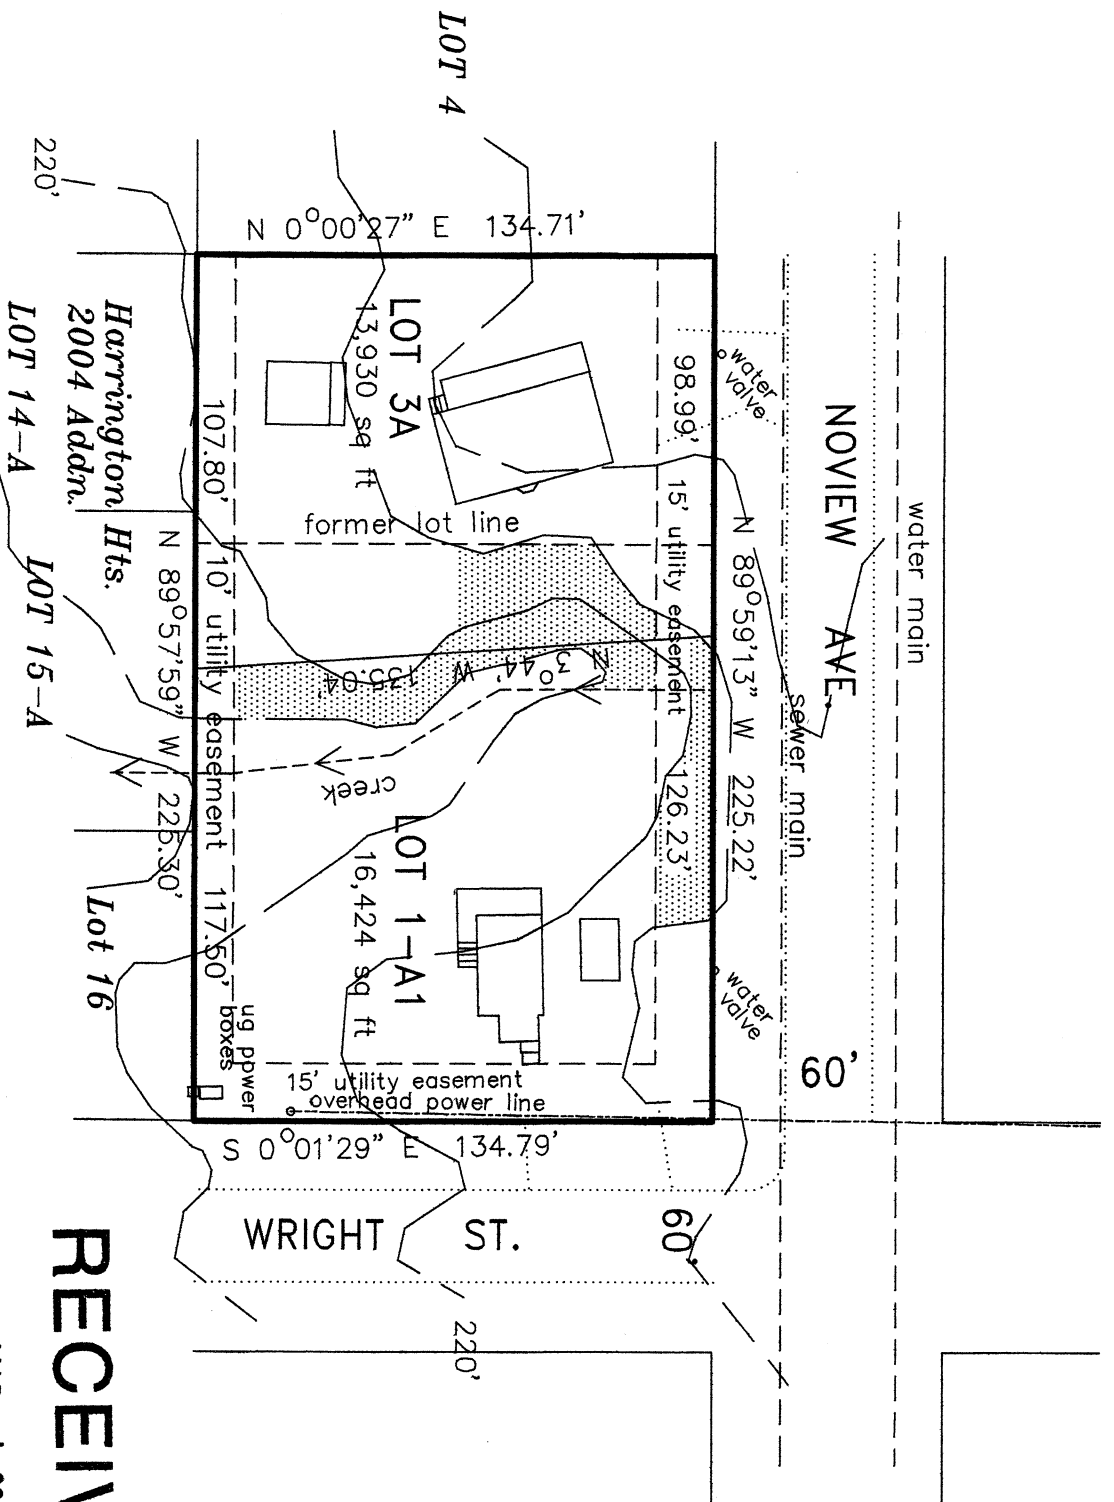 LOT 4
220'
N 0°00'27" E 134.71'
Harrington Hts.
2004 Addn.
LOT 14-A
LOT 15-A
Lot 16
LOT 3A
13,930 sq ft
98.99'
water
valve
NOVIEW AVE
water main
sewer main
107.80'
former lot line
15' utility easement
N 89°59'13" W 225.22'
126.23'
N 89°57'59" W 225.30'
10' utility easement
117.50'
N 3°44' W 135.04'
creek
LOT 1-A1
16,424 sq ft
water
valve
60'
ug power
boxes
15' utility easement
overhead power line
S 0°01'29" E 134.79'
WRIGHT ST.
60'
220'
RECEIV